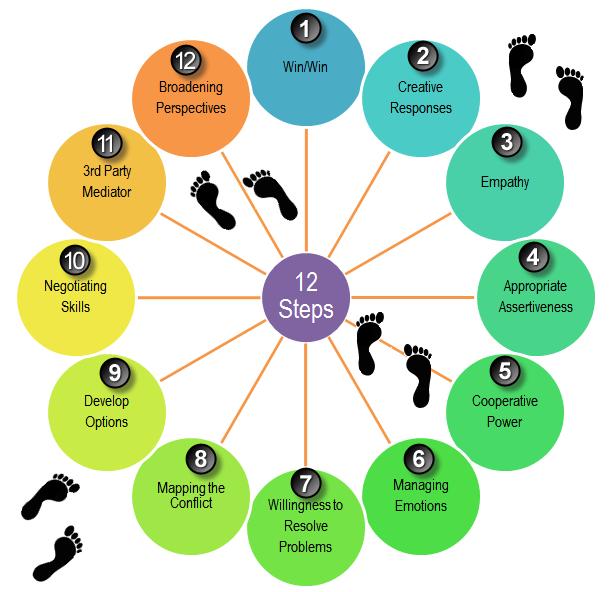 12
Steps
1
Win/Win
2
Creative
Responses
3
Empathy
4
Appropriate
Assertiveness
5
Cooperative
Power
6
Managing
Emotions
7
Willingness to
Resolve
Problems
8
Mapping the
Conflict
9
Develop
Options
10
Negotiating
Skills
11
3rd Party
Mediator
12
Broadening
Perspectives